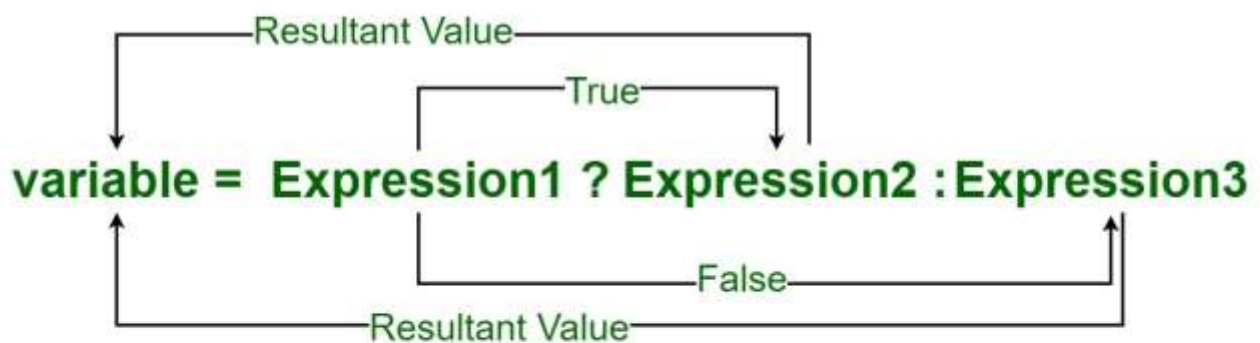 Resultant Value
True
variable = Expression1 ? Expression2 : Expression3
False
Resultant Value